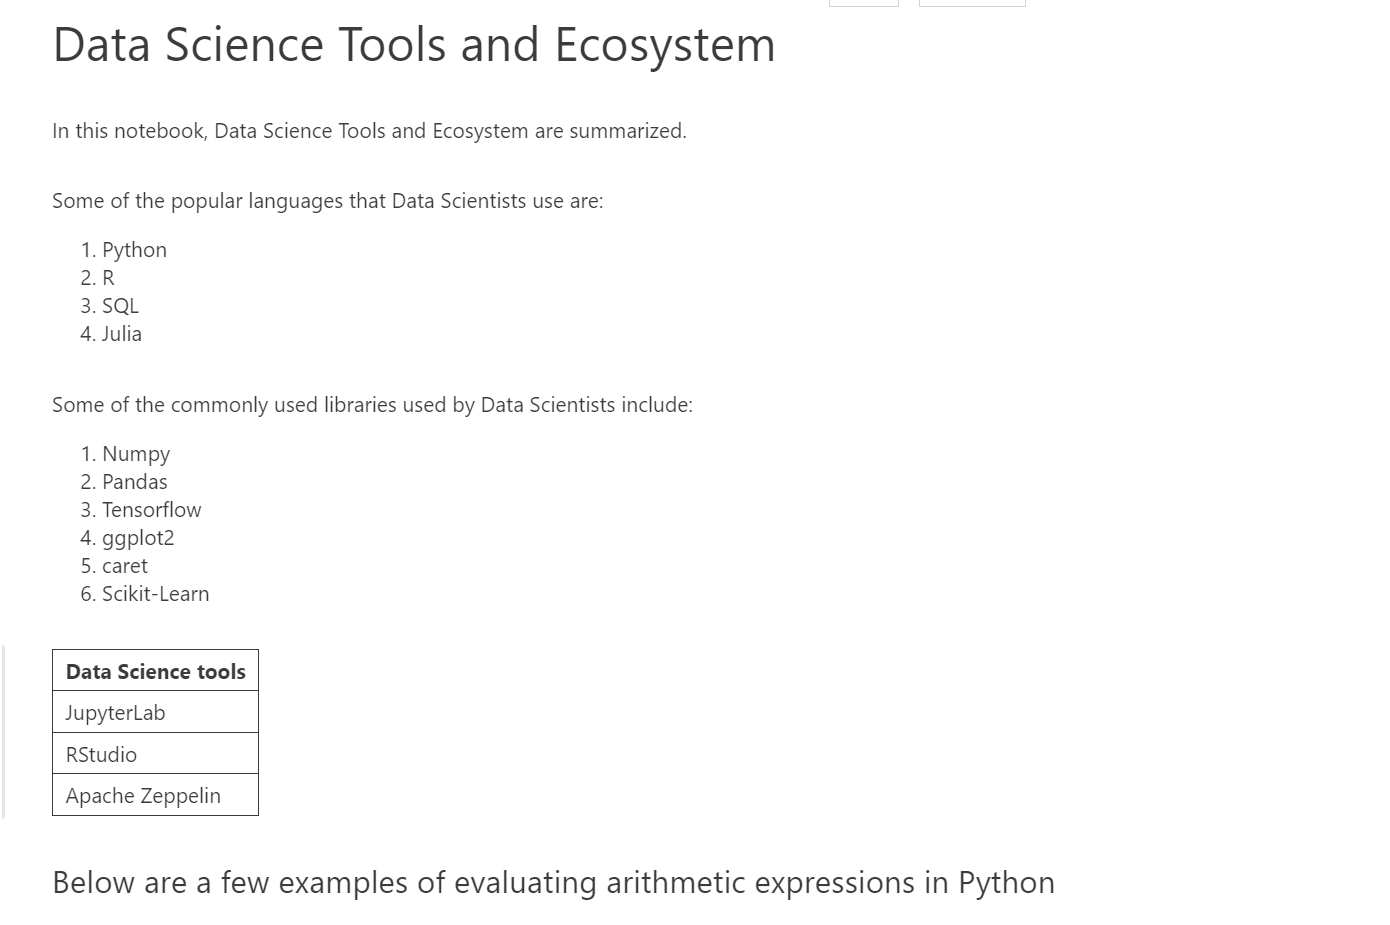 Data Science Tools and Ecosystem
In this notebook, Data Science Tools and Ecosystem are summarized.
Some of the popular languages that Data Scientists use are:
1. Python
2. R
3. SQL
4. Julia
Some of the commonly used libraries used by Data Scientists include:
1. Numpy
2. Pandas
3. Tensorflow
4. ggplot2
5. caret
6. Scikit-Learn
Data Science tools
JupyterLab
RStudio
Apache Zeppelin
Below are a few examples of evaluating arithmetic expressions in Python